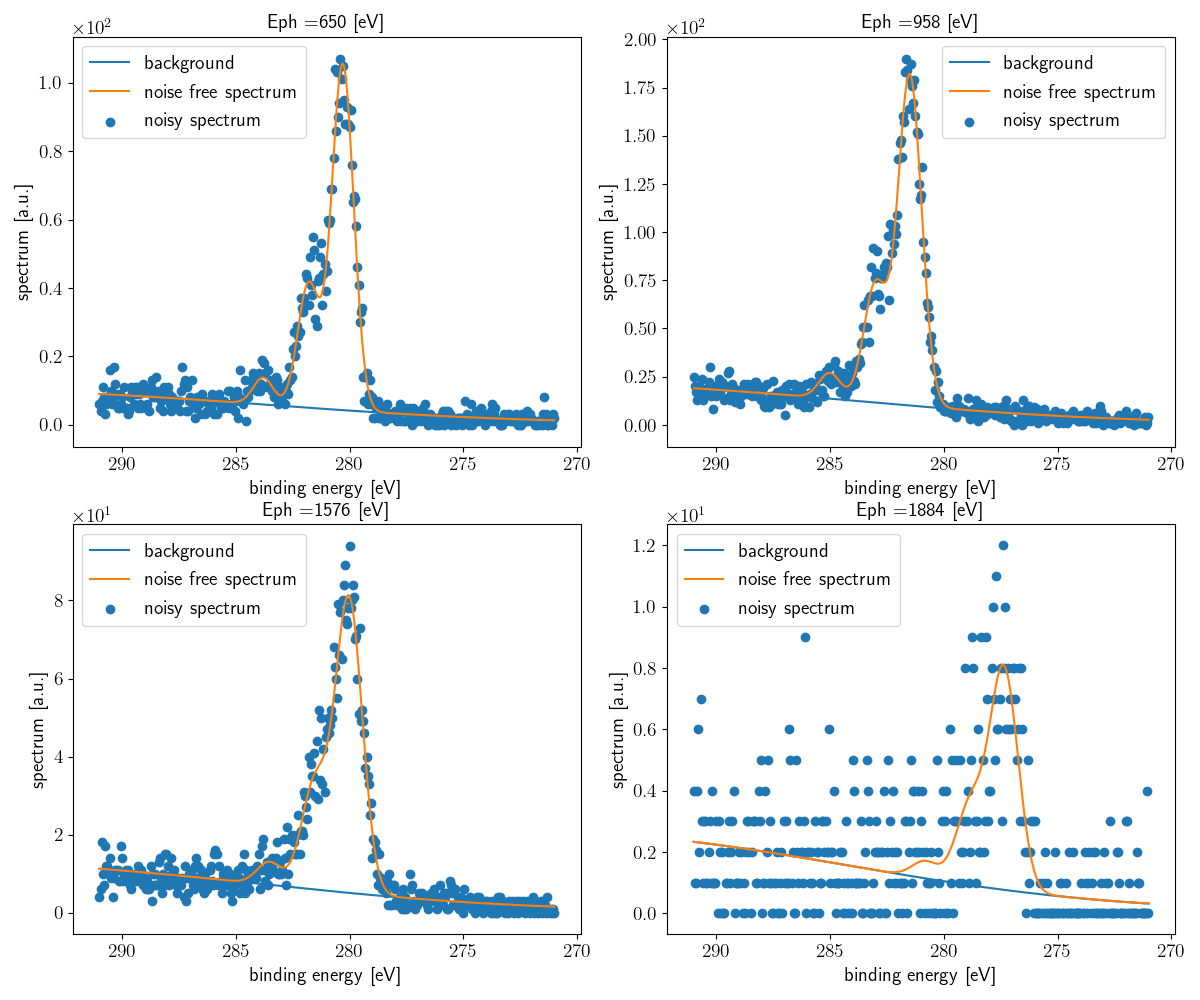 Eph =650 [eV]
×10²
background
noise free spectrum
noisy spectrum
1.0
0.8
0.6
0.4
0.2
0.0
spectrum [a.u.]
290 285 280 275 270
binding energy [eV]
Eph =958 [eV]
×10²
background
noise free spectrum
noisy spectrum
2.00
1.75
1.50
1.25
1.00
0.75
0.50
0.25
0.00
spectrum [a.u.]
290 285 280 275 270
binding energy [eV]
Eph =1576 [eV]
×10¹
background
noise free spectrum
noisy spectrum
8
6
4
2
0
spectrum [a.u.]
290 285 280 275 270
binding energy [eV]
Eph =1884 [eV]
×10¹
background
noise free spectrum
noisy spectrum
1.2
1.0
0.8
0.6
0.4
0.2
0.0
spectrum [a.u.]
290 285 280 275 270
binding energy [eV]